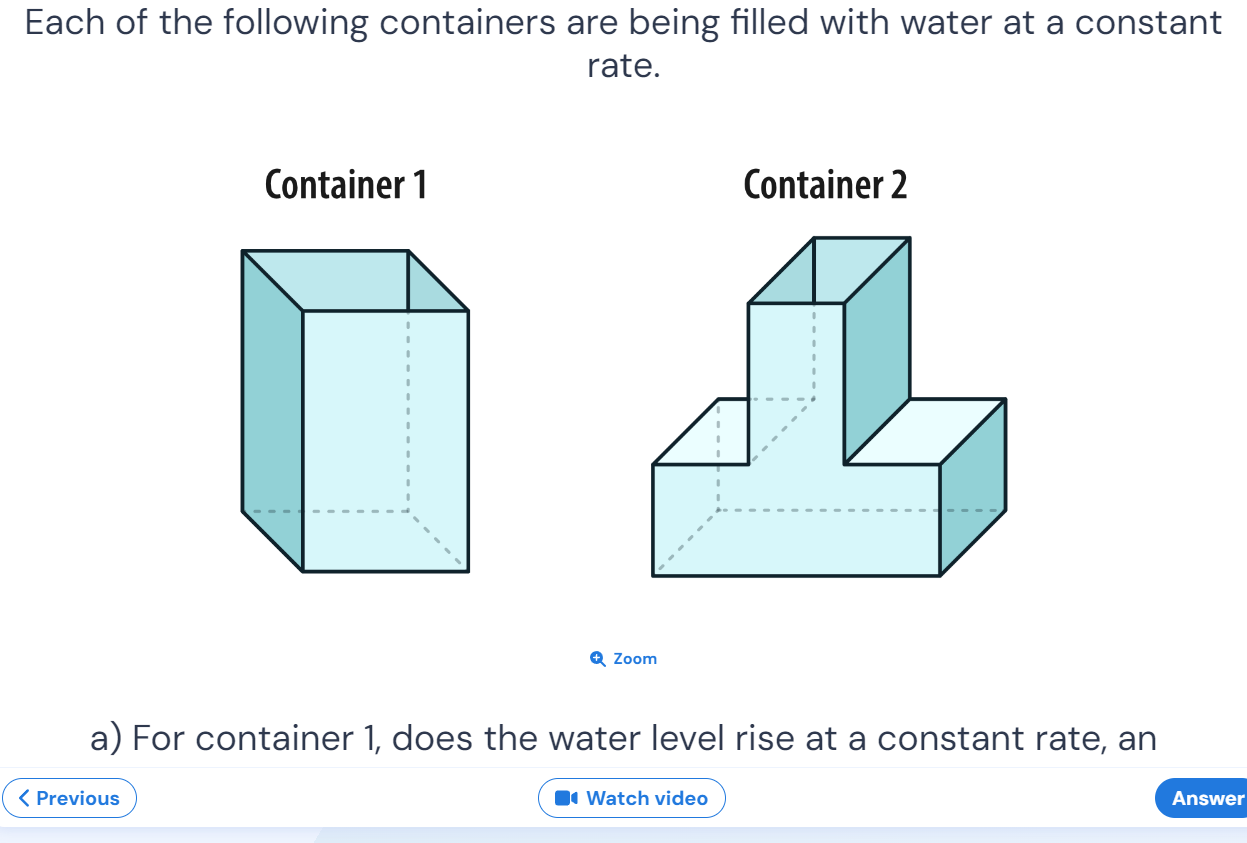 Each of the following containers are being filled with water at a constant
rate.
Container 1
Container 2
Zoom
a) For container 1, does the water level rise at a constant rate, an
Previous
Watch video
Answer